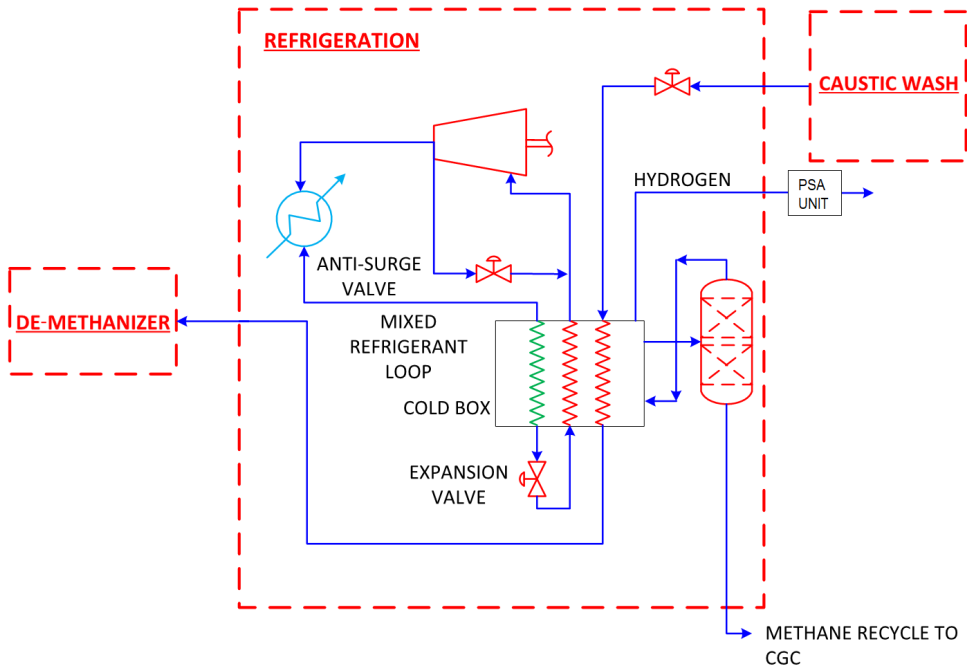 REFRIGERATION
CAUSTIC WASH
HYDROGEN
PSA
UNIT
ANTI-SURGE
VALVE
DE-METHANIZER
MIXED
REFRIGERANT
LOOP
COLD BOX
EXPANSION
VALVE
METHANE RECYCLE TO
CGC